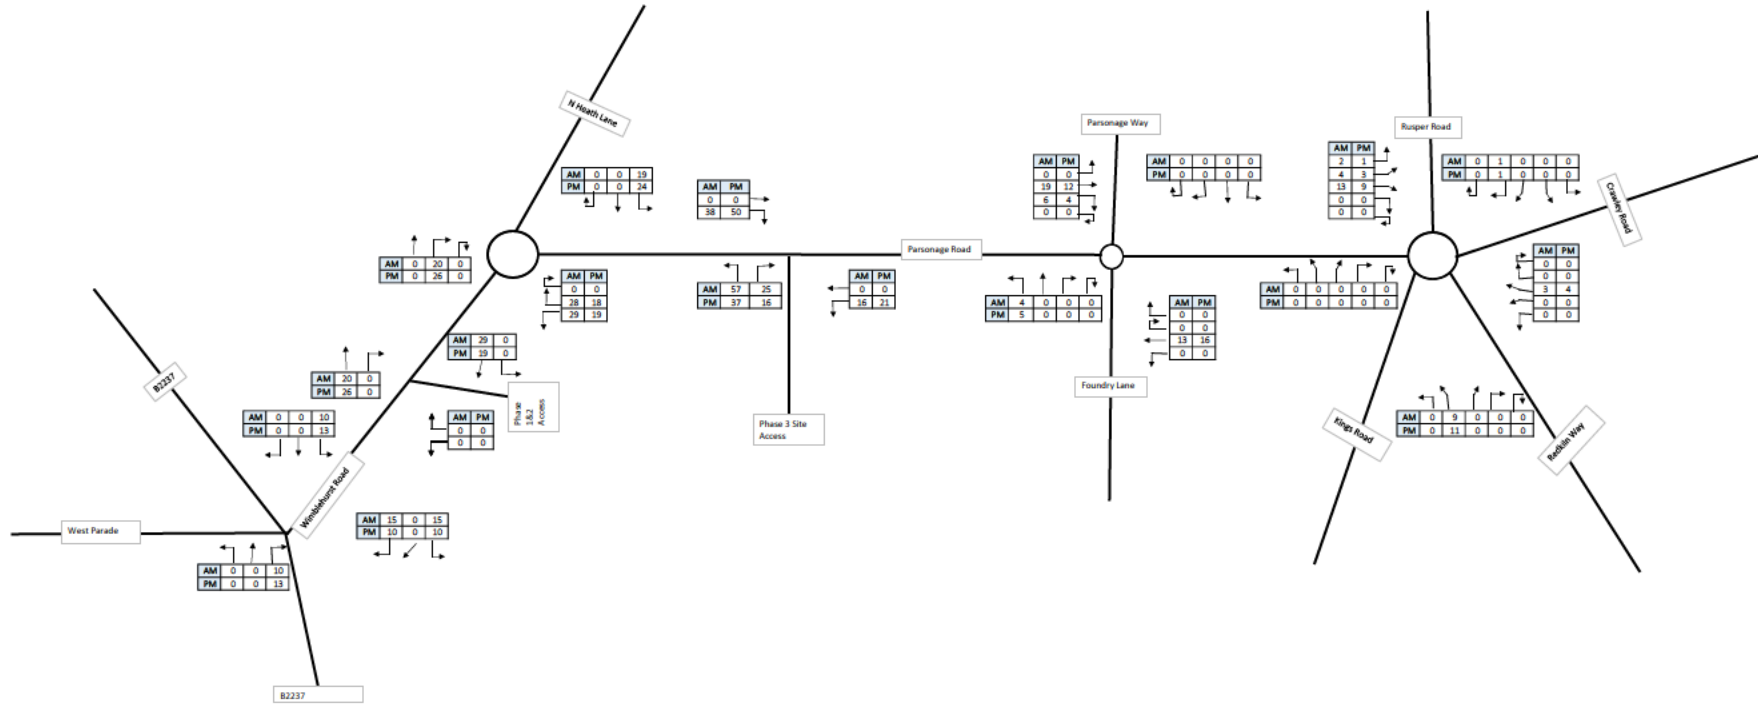 N Heath Lane
Parsonage Way
Rusper Road
AM PM
2 1
4 3
13 9
0 0
0 0
AM 0 1 0 0 0
PM 0 1 0 0 0
AM PM
0 0
19 12
6 4
0 0
AM 0 0 0 0
PM 0 0 0 0
AM 0 0 19
PM 0 0 24
AM PM
0 0
38 50
Crawley Road
Parsonage Road
AM 0 20 0
PM 0 26 0
AM PM
0 0
28 18
29 19
AM 57 25
PM 37 16
AM PM
0 0
16 21
AM 4 0 0 0
PM 5 0 0 0
AM PM
0 0
0 0
13 16
0 0
AM 0 0 0 0 0
PM 0 0 0 0 0
AM PM
0 0
0 0
3 4
0 0
0 0
AM 29 0
PM 19 0
B2237
AM 20 0
PM 26 0
Phase
1&2
Access
Foundry Lane
AM 0 0 10
PM 0 0 13
AM PM
0 0
0 0
Phase 3 Site
Access
Kings Road
AM 0 9 0 0 0
PM 0 11 0 0 0
Redkiln Way
Wimblehurst Road
West Parade
AM 15 0 15
PM 10 0 10
AM 0 0 10
PM 0 0 13
B2237